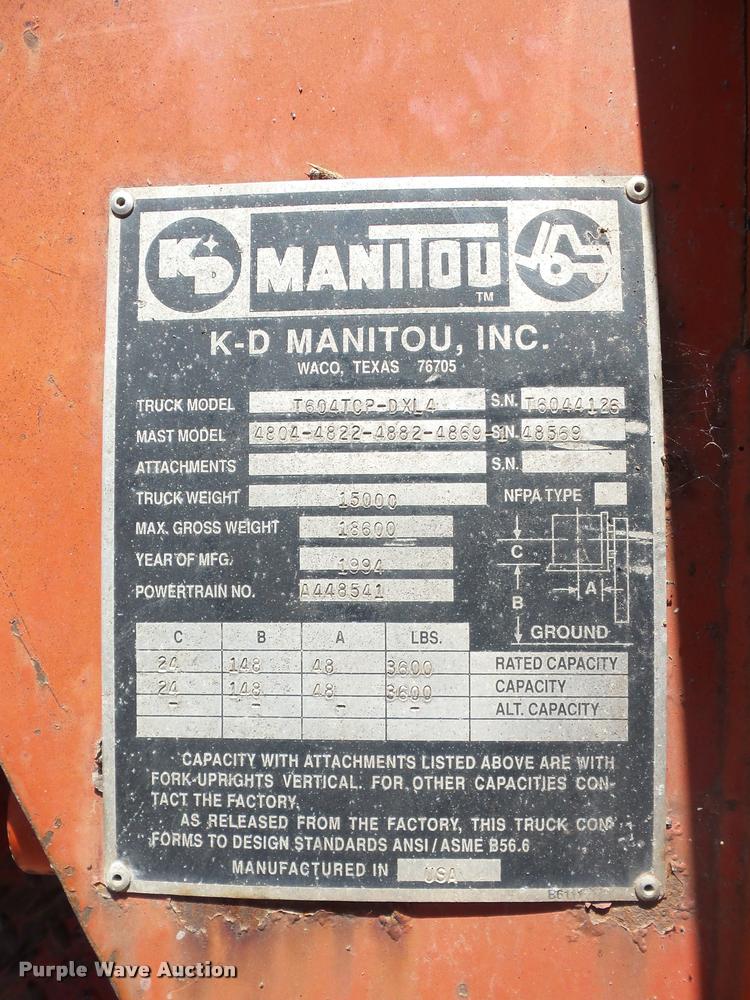 KD MANITOU TM
K-D MANITOU, INC.
WACO, TEXAS 76705
TRUCK MODEL T604TCP-DXL4 S.N. T6044126
MAST MODEL 4804-4822-4882-4869-1 S.N. 48569
ATTACHMENTS S.N.
TRUCK WEIGHT 15000 NFPA TYPE
MAX. GROSS WEIGHT 18600
YEAR OF MFG. 1994
POWERTRAIN NO. A448541
C
A
B
GROUND
C B A LBS.
24 148 48 3600 RATED CAPACITY
24 148 48 3600 CAPACITY
- - - - ALT. CAPACITY
CAPACITY WITH ATTACHMENTS LISTED ABOVE ARE WITH
FORK UPRIGHTS VERTICAL. FOR OTHER CAPACITIES CON-
TACT THE FACTORY.
AS RELEASED FROM THE FACTORY, THIS TRUCK CON-
FORMS TO DESIGN STANDARDS ANSI/ASME B56.6
MANUFACTURED IN USA
Purple Wave Auction